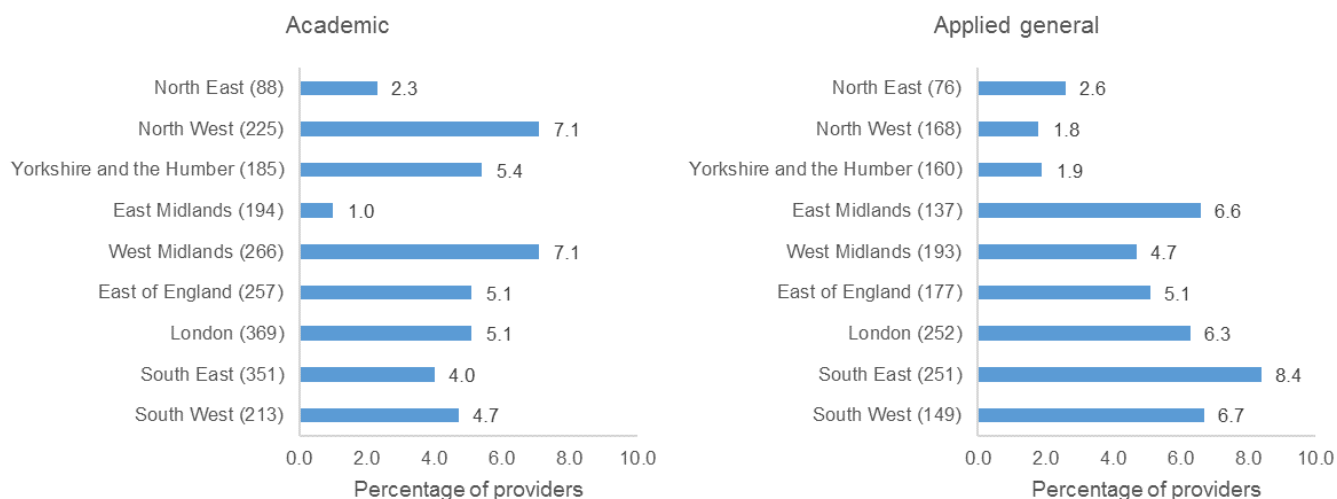 Academic
North East (88) 2.3
North West (225) 7.1
Yorkshire and the Humber (185) 5.4
East Midlands (194) 1.0
West Midlands (266) 7.1
East of England (257) 5.1
London (369) 5.1
South East (351) 4.0
South West (213) 4.7
0.0 2.0 4.0 6.0 8.0 10.0
Percentage of providers
Applied general
North East (76) 2.6
North West (168) 1.8
Yorkshire and the Humber (160) 1.9
East Midlands (137) 6.6
West Midlands (193) 4.7
East of England (177) 5.1
London (252) 6.3
South East (251) 8.4
South West (149) 6.7
0.0 2.0 4.0 6.0 8.0 10.0
Percentage of providers